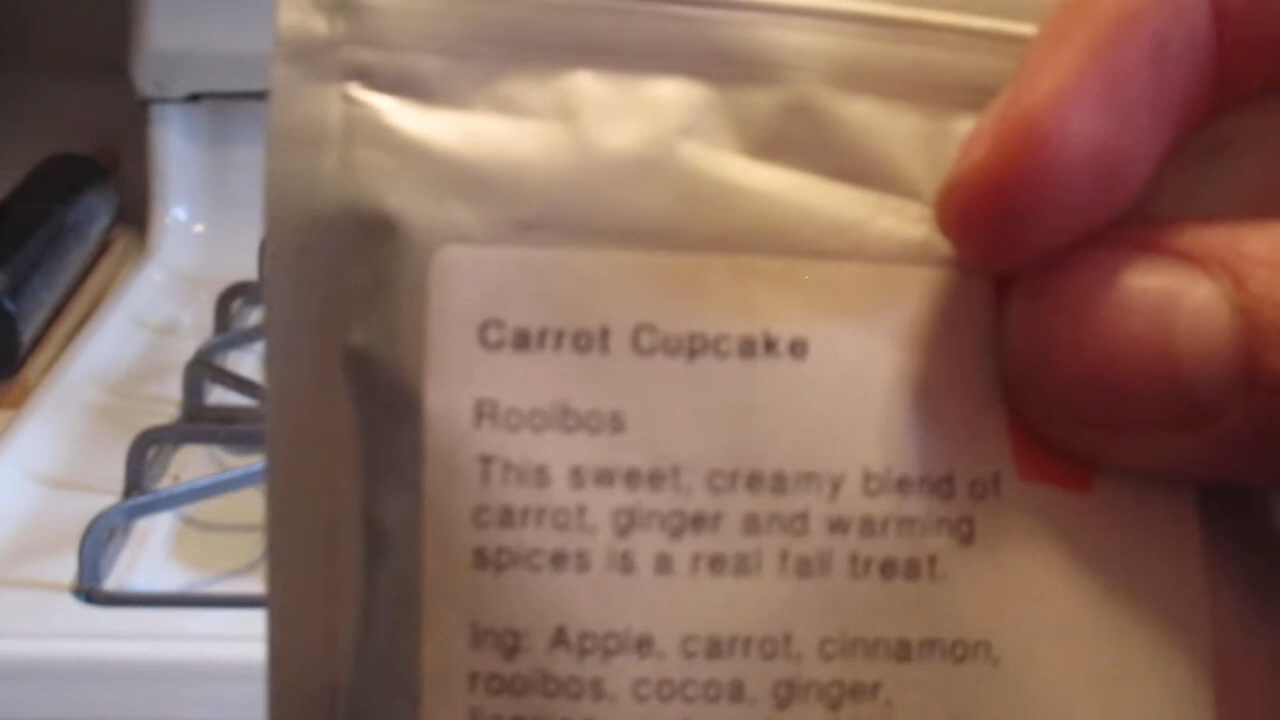 Carrot Cupcake
Rooibos
This sweet, creamy blend of
carrot, ginger and warming
spices is a real fall treat.
Ing: Apple, carrot, cinnamon,
rooibos, cocoa, ginger,